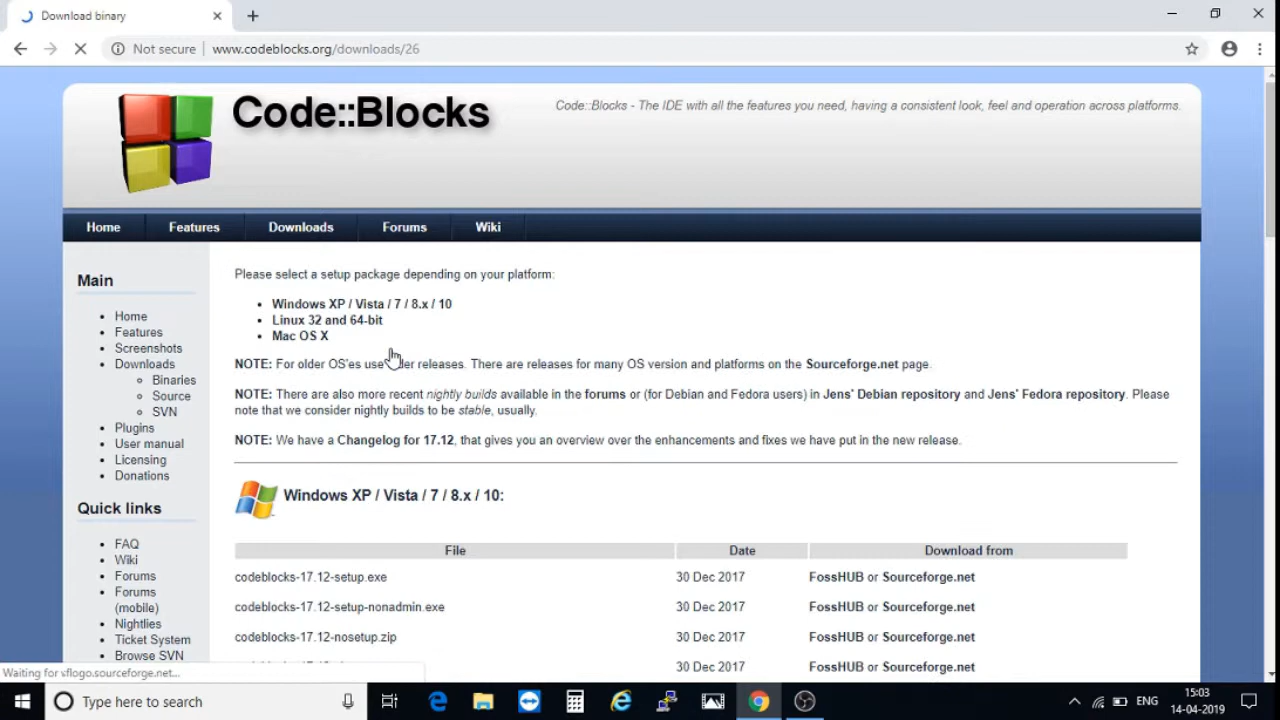 Download binary
Not secure | www.codeblocks.org/downloads/26
Code::Blocks
Code::Blocks - The IDE with all the features you need, having a consistent look, feel and operation across platforms.
Home Features Downloads Forums Wiki
Main
Home
Features
Screenshots
Downloads
Binaries
Source
SVN
Plugins
User manual
Licensing
Donations
Quick links
FAQ
Wiki
Forums
Forums
(mobile)
Nightlies
Ticket System
Browse SVN
Please select a setup package depending on your platform:
Windows XP / Vista / 7 / 8.x / 10
Linux 32 and 64-bit
Mac OS X
NOTE: For older OS'es use releases. There are releases for many OS version and platforms on the Sourceforge.net page.
NOTE: There are also more recent nightly builds available in the forums or (for Debian and Fedora users) in Jens' Debian repository and Jens' Fedora repository. Please
note that we consider nightly builds to be stable, usually.
NOTE: We have a Changelog for 17.12, that gives you an overview over the enhancements and fixes we have put in the new release.
Windows XP / Vista / 7 / 8.x / 10:
File Date Download from
codeblocks-17.12-setup.exe 30 Dec 2017 FossHUB or Sourceforge.net
codeblocks-17.12-setup-nonadmin.exe 30 Dec 2017 FossHUB or Sourceforge.net
codeblocks-17.12-nosetup.zip 30 Dec 2017 FossHUB or Sourceforge.net
30 Dec 2017 FossHUB or Sourceforge.net
Waiting for vflogo.sourceforge.net...
Type here to search
ENG
15:03
14-04-2019